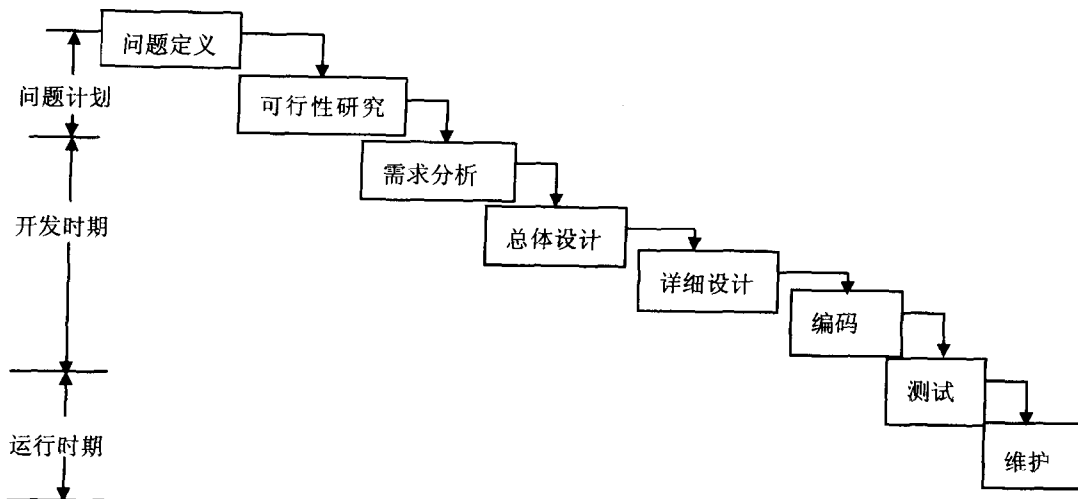 问题定义
问题计划
可行性研究
需求分析
开发时期
总体设计
详细设计
编码
测试
运行时期
维护